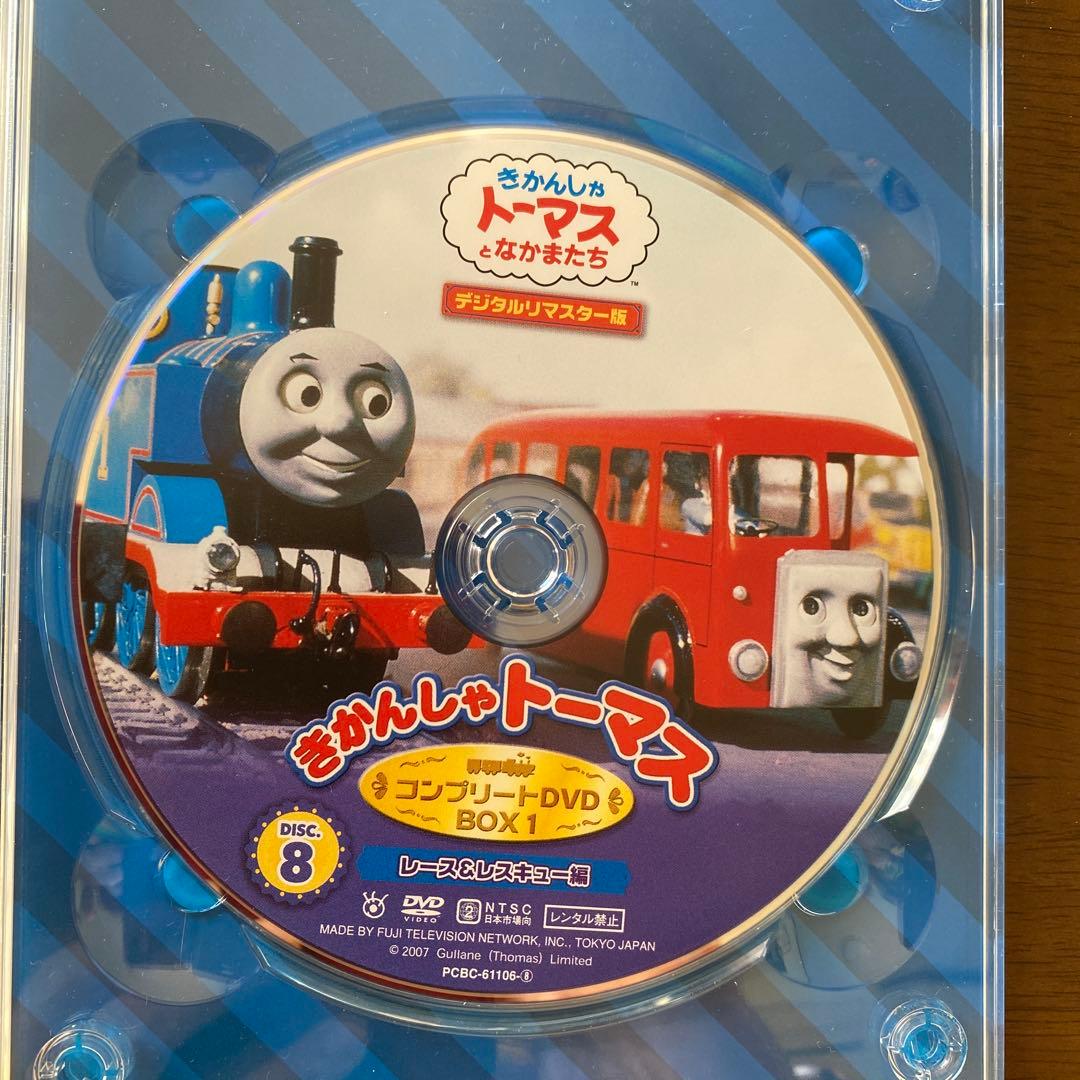 きかんしゃ
トーマス
となかまたち
TM
デジタルリマスター版
きかんしゃトーマス
コンプリートDVD
BOX 1
DISC.
8
レース&レスキュー編
DVD
VIDEO
2
NTSC
日本市場向
レンタル禁止
MADE BY FUJI TELEVISION NETWORK, INC., TOKYO JAPAN
© 2007 Gullane (Thomas) Limited
PCBC-61106-⑧